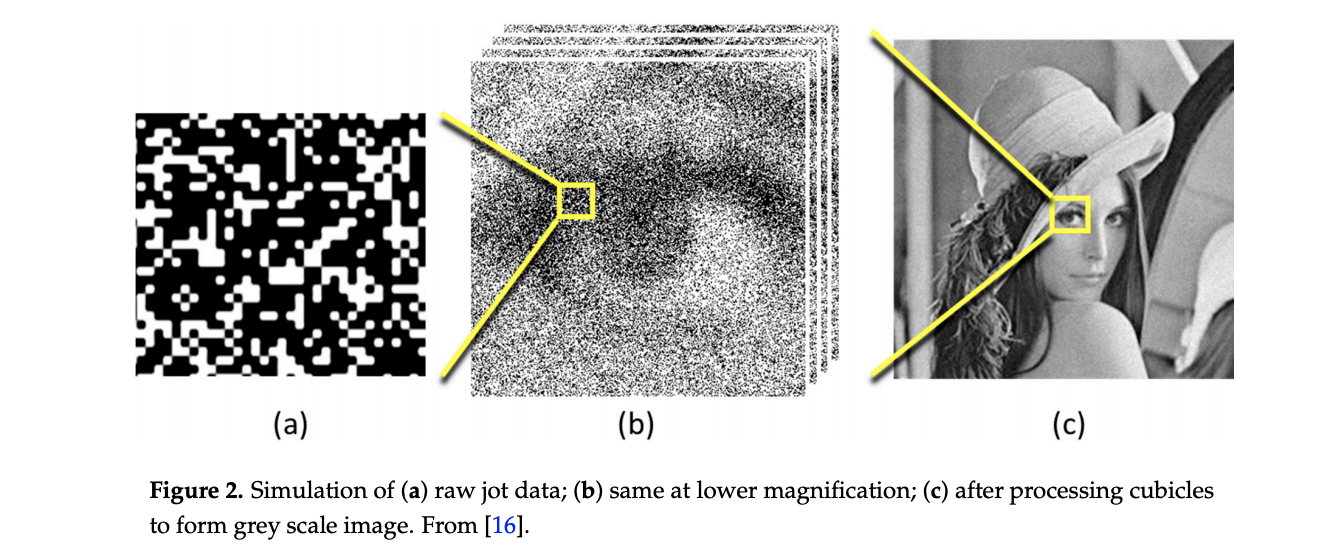 (a)
(b)
(c)
Figure 2. Simulation of (a) raw jot data; (b) same at lower magnification; (c) after processing cubicles
to form grey scale image. From [16].